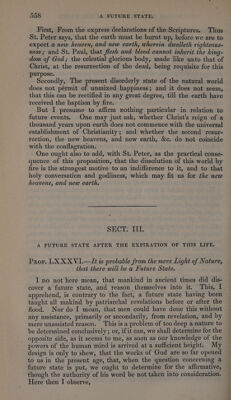 558 A FUTURE STATE.
First, From the express declarations of the Scriptures. Thus
St. Peter says, that the earth must be burnt up, before we are to
expect a new heaven, and new earth, wherein dwelleth righteous-
ness; and St. Paul, that flesh and blood cannot inherit the king-
dom of God; the celestial glorious body, made like unto that of
Christ, at the resurrection of the dead, being requisite for this
purpose.
Secondly, The present disorderly state of the natural world
does not permit of unmixed happiness; and it does not seem,
that this can be rectified in any great degree, till the earth have
received the baptism by fire.
But I presume to affirm nothing particular in relation to
future events. One may just ask, whether Christ's reign of a
thousand years upon earth does not commence with the universal
establishment of Christianity; and whether the second resur-
rection, the new heavens, and new earth, &c. do not coincide
with the conflagration.
One ought also to add, with St. Peter, as the practical conse-
quence of this proposition, that the dissolution of this world by
fire is the strongest motive to an indifference to it, and to that
holy conversation and godliness, which may fit us for the new
heavens, and new earth.
SECT. III.
A FUTURE STATE AFTER THE EXPIRATION OF THIS LIFE.
PROP. LXXXVI.—It is probable from the mere Light of Nature,
that there will be a Future State.
I do not here mean, that mankind in ancient times did dis-
cover a future state, and reason themselves into it. This, I
apprehend, is contrary to the fact, a future state having been
taught all mankind by patriarchal revelations before or after the
flood. Nor do I mean, that men could have done this without
any assistance, primarily or secondarily, from revelation, and by
mere unassisted reason. This is a problem of too deep a nature to
be determined conclusively; or, if it can, we shall determine for the
opposite side, as it seems to me, as soon as our knowledge of the
powers of the human mind is arrived at a sufficient height. My
design is only to shew, that the works of God are so far opened
to us in the present age, that, when the question concerning a
future state is put, we ought to determine for the affirmative,
though the authority of his word be not taken into consideration.
Here then I observe,